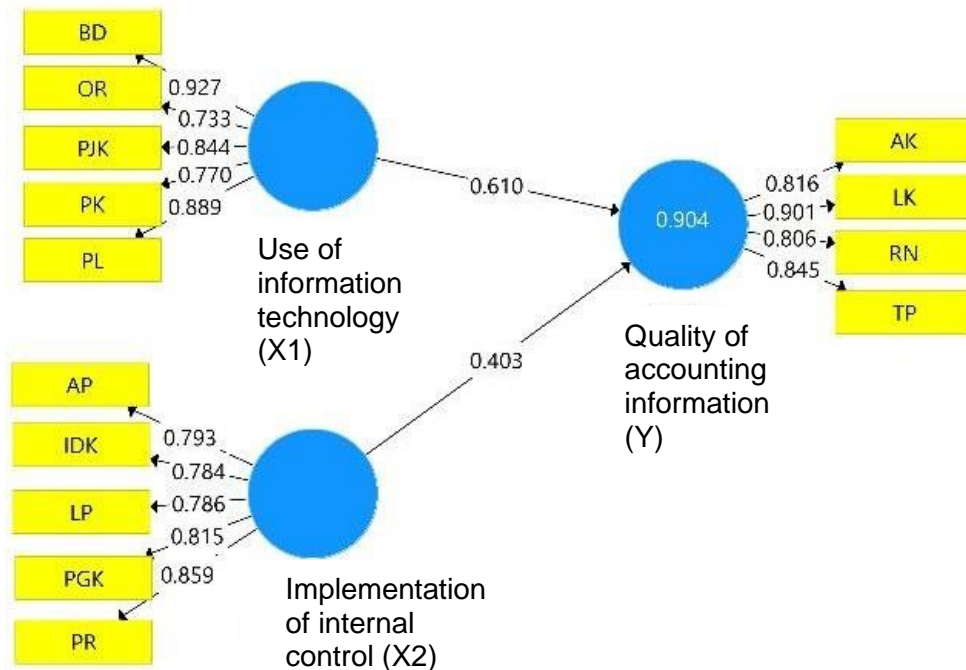 BD
OR
PJK
PK
PL
0.927
0.733
0.844
0.770
0.889
Use of
information
technology
(X1)
0.610
0.904
0.816
0.901
0.806
0.845
AK
LK
RN
TP
Quality of
accounting
information
(Y)
0.403
AP
IDK
LP
PGK
PR
0.793
0.784
0.786
0.815
0.859
Implementation
of internal
control (X2)